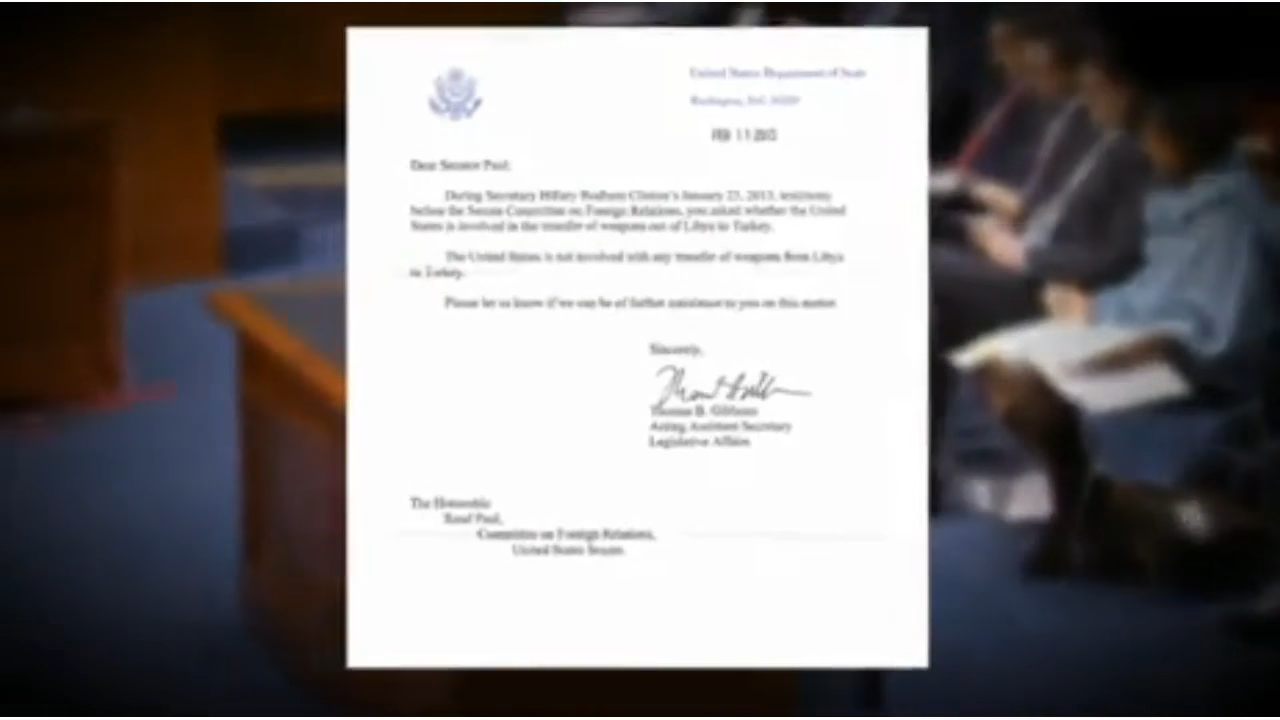 United States Department of State
Washington, D.C. 20520
FEB 11 2013
Dear Senator Paul:
During Secretary Hillary Rodham Clinton's January 23, 2013, testimony
before the Senate Committee on Foreign Relations, you asked whether the United
States is involved in the transfer of weapons out of Libya to Turkey.
The United States is not involved with any transfer of weapons from Libya
to Turkey.
Please let us know if we can be of further assistance to you on this matter.
Sincerely,
Thomas B. Gibbons
Acting Assistant Secretary
Legislative Affairs
The Honorable
Rand Paul,
Committee on Foreign Relations,
United States Senate.